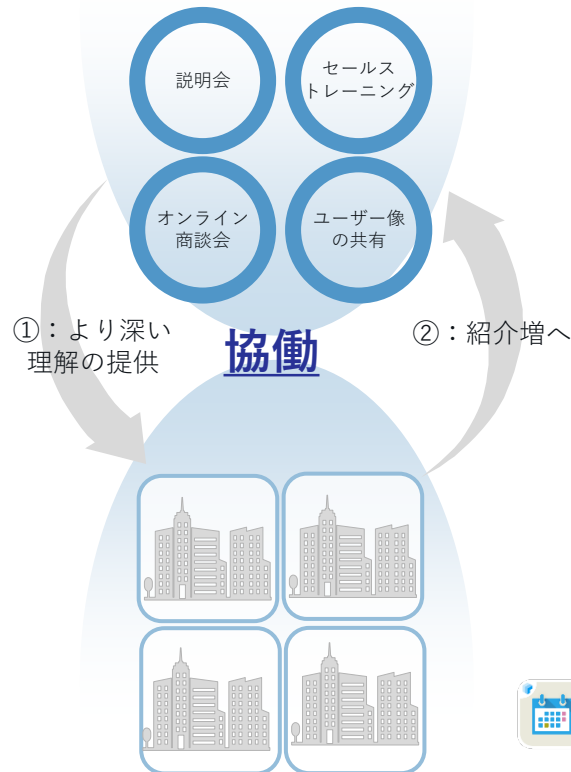 説明会
セールス
トレーニング
オンライン
商談会
ユーザー像
の共有
①：より深い
理解の提供
協働
②：紹介増へ